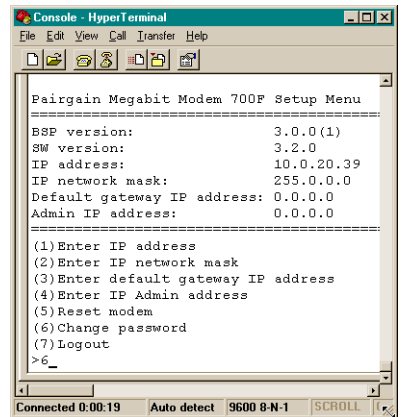 Console - HyperTerminal
File Edit View Call Transfer Help
Pairgain Megabit Modem 700F Setup Menu
==========================================
BSP version: 3.0.0(1)
SW version: 3.2.0
IP address: 10.0.20.39
IP network mask: 255.0.0.0
Default gateway IP address: 0.0.0.0
Admin IP address: 0.0.0.0
==========================================
(1)Enter IP address
(2)Enter IP network mask
(3)Enter default gateway IP address
(4)Enter IP Admin address
(5)Reset modem
(6)Change password
(7)Logout
>6_
Connected 0:00:19 Auto detect 9600 8-N-1 SCROLL